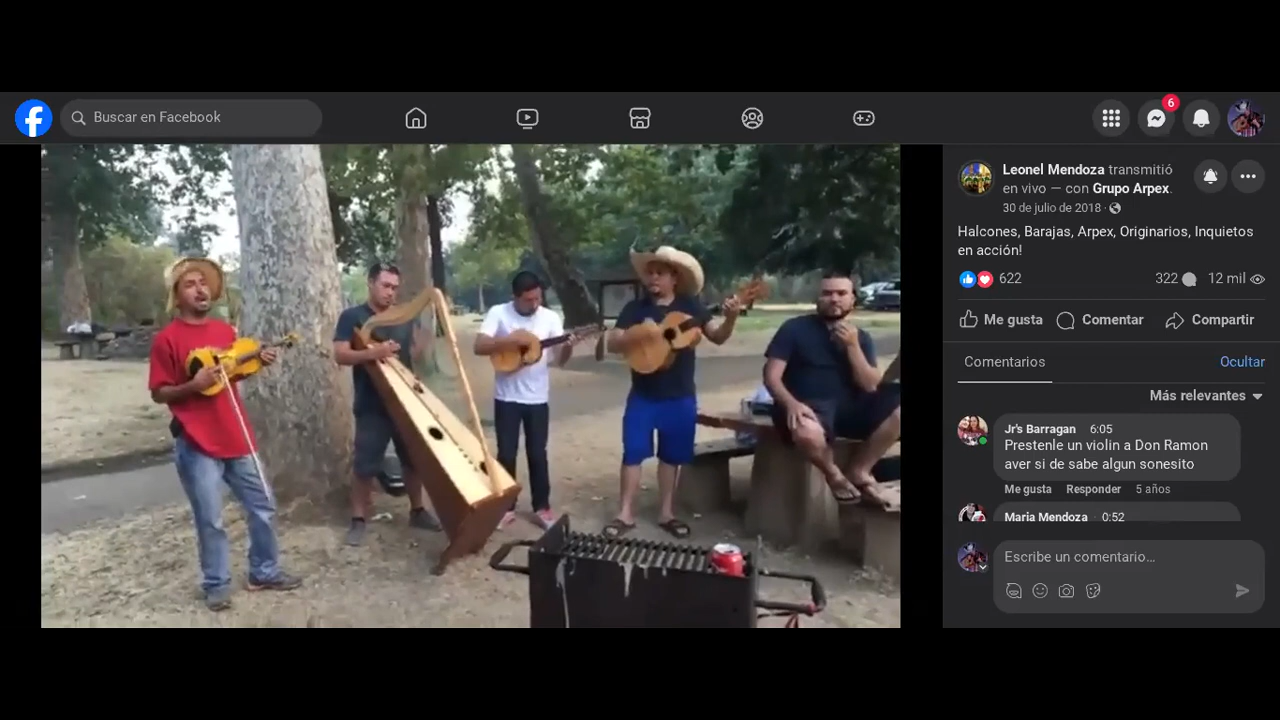 Buscar en Facebook
6
Leonel Mendoza transmitió
en vivo — con Grupo Arpex.
30 de julio de 2018 ·
Halcones, Barajas, Arpex, Originarios, Inquietos
en acción!
622 322 12 mil
Me gusta Comentar Compartir
Comentarios Ocultar
Más relevantes
Jr's Barragan 6:05
Prestenle un violin a Don Ramon
aver si de sabe algun sonesito
Me gusta Responder 5 años
Maria Mendoza · 0:52
Escribe un comentario...